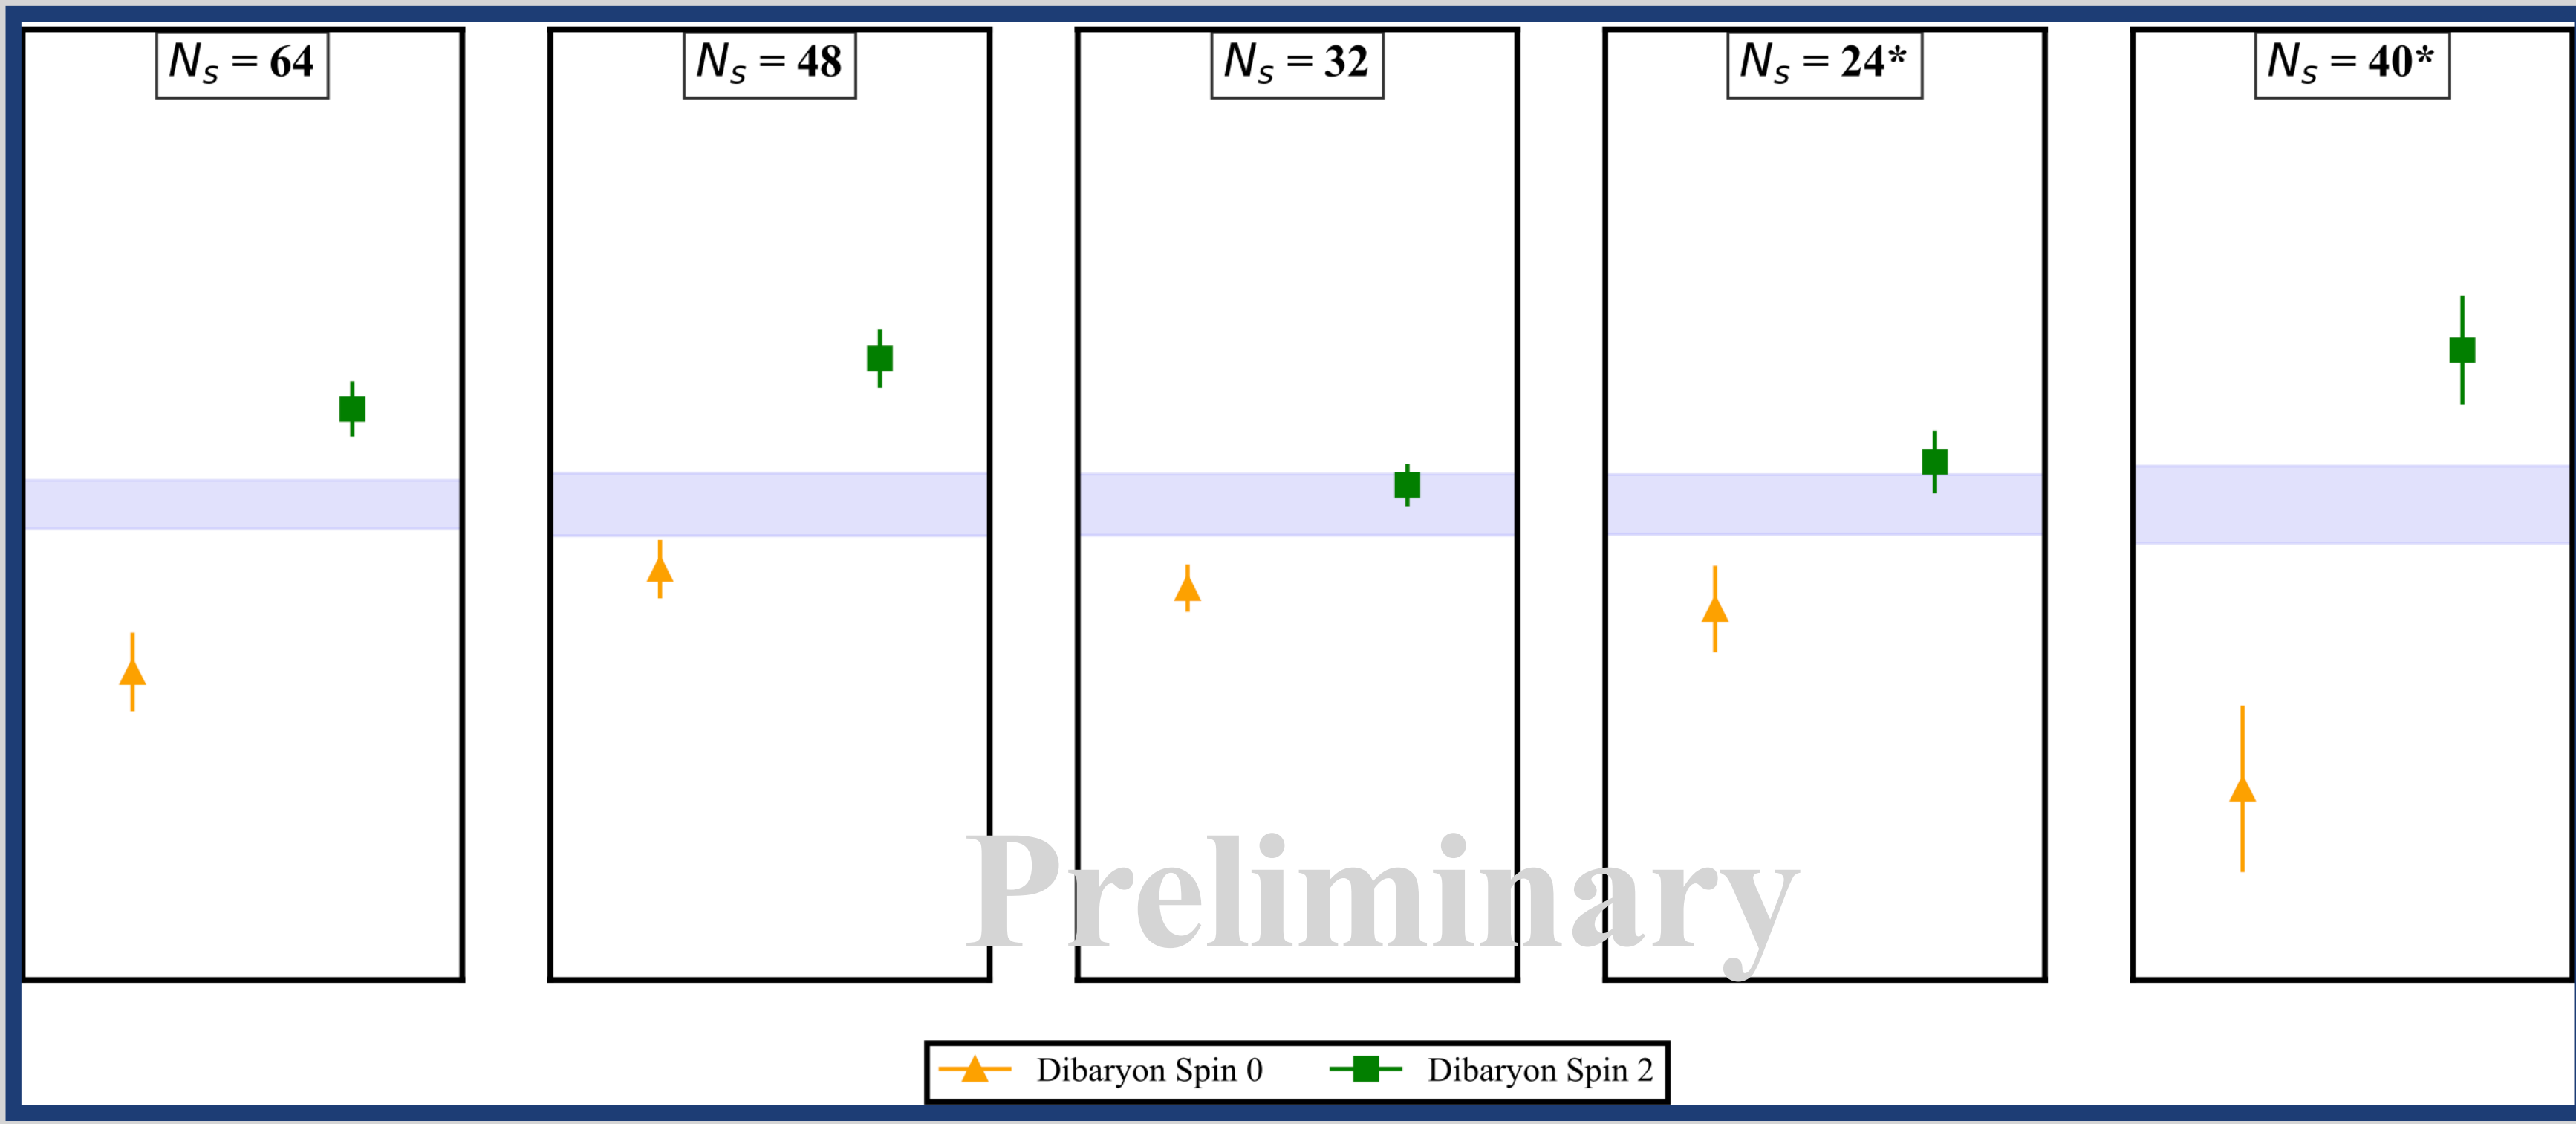 N_s = 64
N_s = 48
N_s = 32
N_s = 24*
N_s = 40*
Preliminary
Dibaryon Spin 0
Dibaryon Spin 2